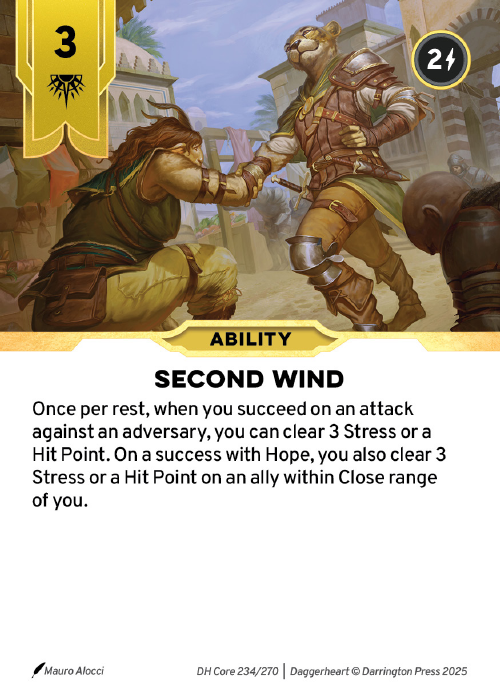 3
2
ABILITY
SECOND WIND
Once per rest, when you succeed on an attack
against an adversary, you can clear 3 Stress or a
Hit Point. On a success with Hope, you also clear 3
Stress or a Hit Point on an ally within Close range
of you.
Mauro Alocci
DH Core 234/270 | Daggerheart © Darrington Press 2025